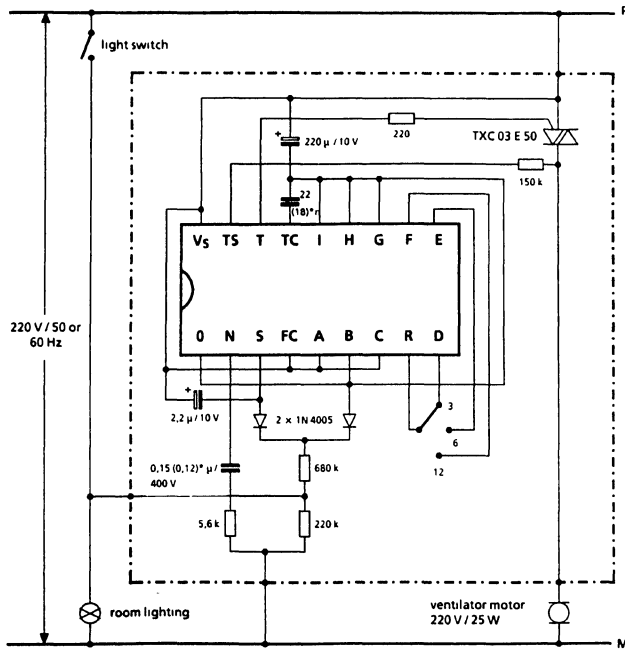 P
light switch
+
220 µ / 10 V
220
TXC 03 E 50
150 k
22
(18)* n
VS TS T TC I H G F E
220 V / 50 or
60 Hz
0 N S FC A B C R D
+
2,2 µ / 10 V
2 × 1N 4005
3
6
12
0,15 (0,12)* µ /
400 V
680 k
5,6 k
220 k
room lighting
ventilator motor
220 V / 25 W
M